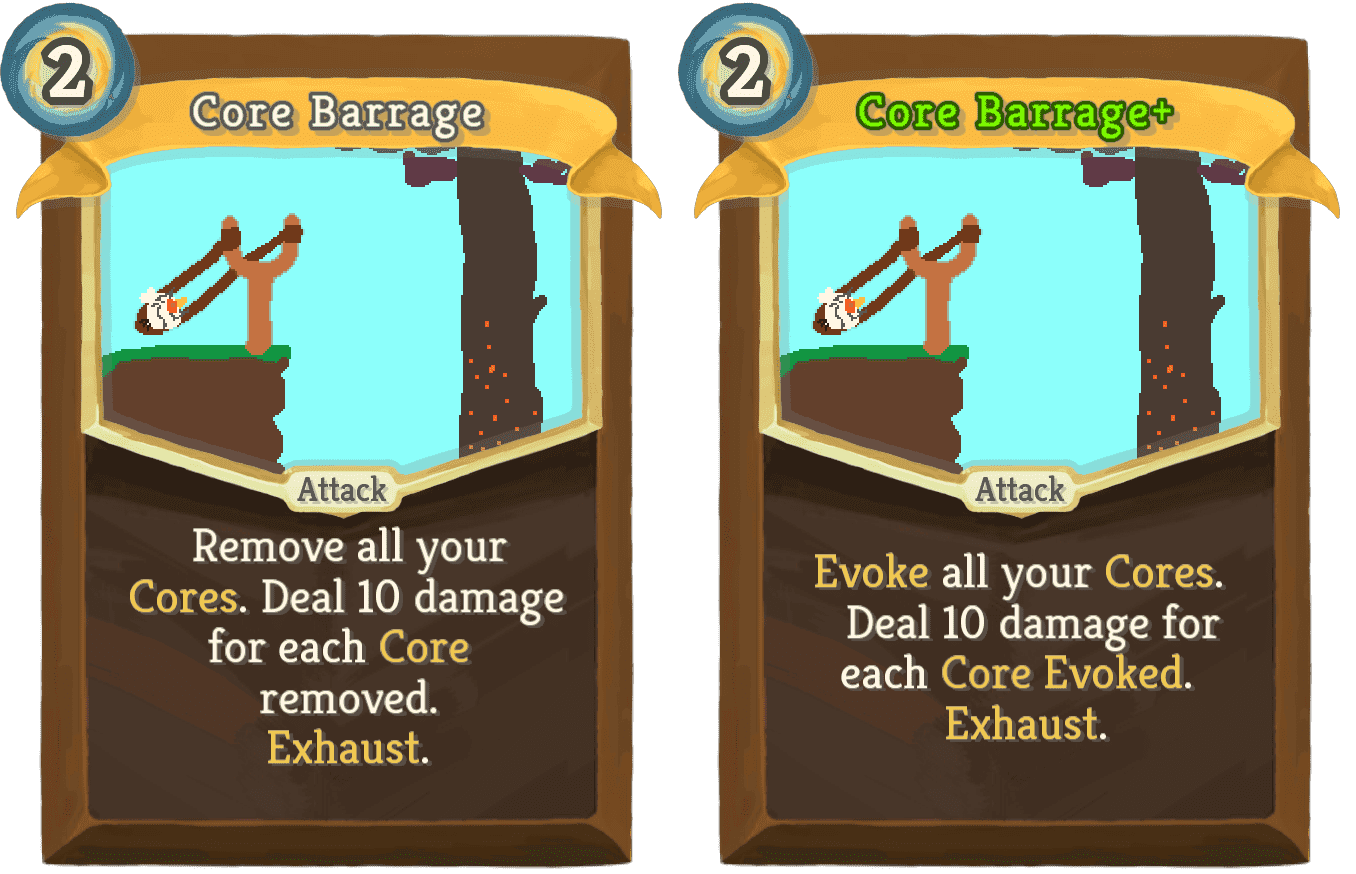 2
Core Barrage
Attack
Remove all your
Cores. Deal 10 damage
for each Core
removed.
Exhaust.
2
Core Barrage+
Attack
Evoke all your Cores.
Deal 10 damage for
each Core Evoked.
Exhaust.